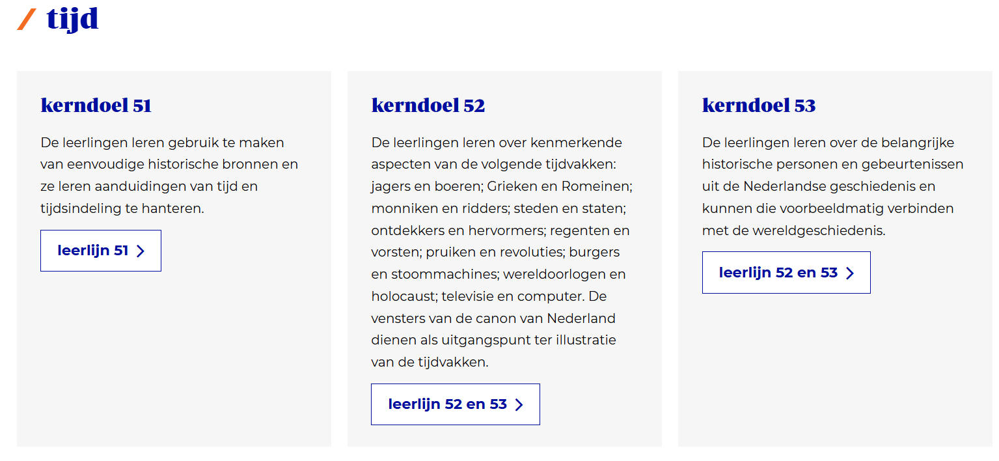 / tijd
kerndoel 51
De leerlingen leren gebruik te maken
van eenvoudige historische bronnen en
ze leren aanduidingen van tijd en
tijdsindeling te hanteren.
leerlijn 51
kerndoel 52
De leerlingen leren over kenmerkende
aspecten van de volgende tijdvakken:
jagers en boeren; Grieken en Romeinen;
monniken en ridders; steden en staten;
ontdekkers en hervormers; regenten en
vorsten; pruiken en revoluties; burgers
en stoommachines; wereldoorlogen en
holocaust; televisie en computer. De
vensters van de canon van Nederland
dienen als uitgangspunt ter illustratie
van de tijdvakken.
leerlijn 52 en 53
kerndoel 53
De leerlingen leren over de belangrijke
historische personen en gebeurtenissen
uit de Nederlandse geschiedenis en
kunnen die voorbeeldmatig verbinden
met de wereldgeschiedenis.
leerlijn 52 en 53